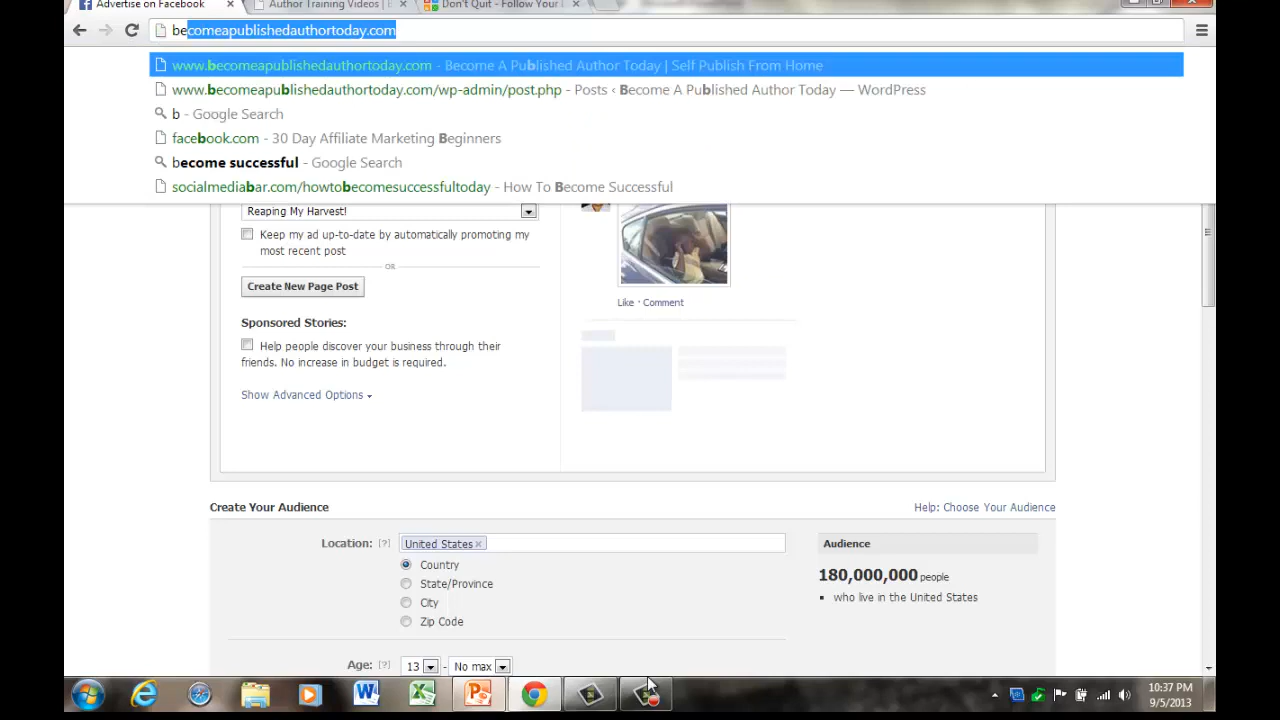 Advertise on Facebook
Author Training Videos | B
Don't Quit - Follow Your
becomeapublishedauthortoday.com
www.becomeapublishedauthortoday.com - Become A Published Author Today | Self Publish From Home
www.becomeapublishedauthortoday.com/wp-admin/post.php - Posts ‹ Become A Published Author Today — WordPress
b - Google Search
facebook.com - 30 Day Affiliate Marketing Beginners
become successful - Google Search
socialmediabar.com/howtobecomesuccessfultoday - How To Become Successful
Reaping My Harvest!
Keep my ad up-to-date by automatically promoting my
most recent post
OR
Create New Page Post
Sponsored Stories:
Help people discover your business through their
friends. No increase in budget is required.
Show Advanced Options
Like · Comment
Create Your Audience
Help: Choose Your Audience
Location: [?]
United States ×
Country
State/Province
City
Zip Code
Audience
180,000,000 people
who live in the United States
Age: [?]
13 - No max
10:37 PM
9/5/2013